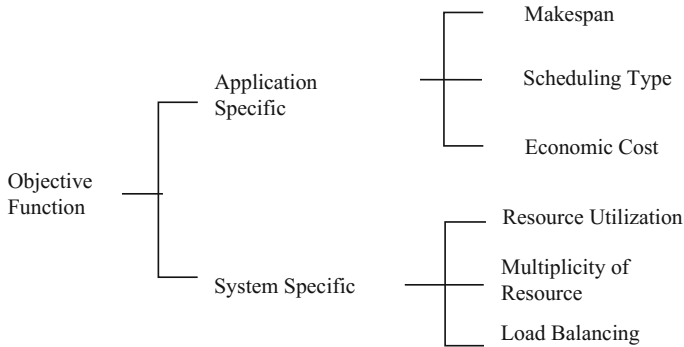 Makespan
Application
Specific
Scheduling Type
Economic Cost
Objective
Function
Resource Utilization
System Specific
Multiplicity of
Resource
Load Balancing